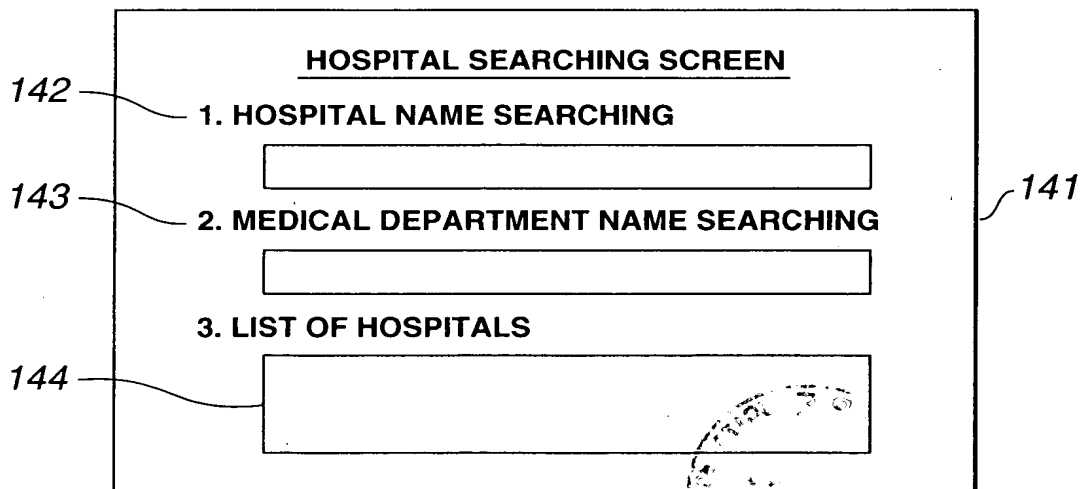 HOSPITAL SEARCHING SCREEN
142
1. HOSPITAL NAME SEARCHING
143
141
2. MEDICAL DEPARTMENT NAME SEARCHING
3. LIST OF HOSPITALS
144